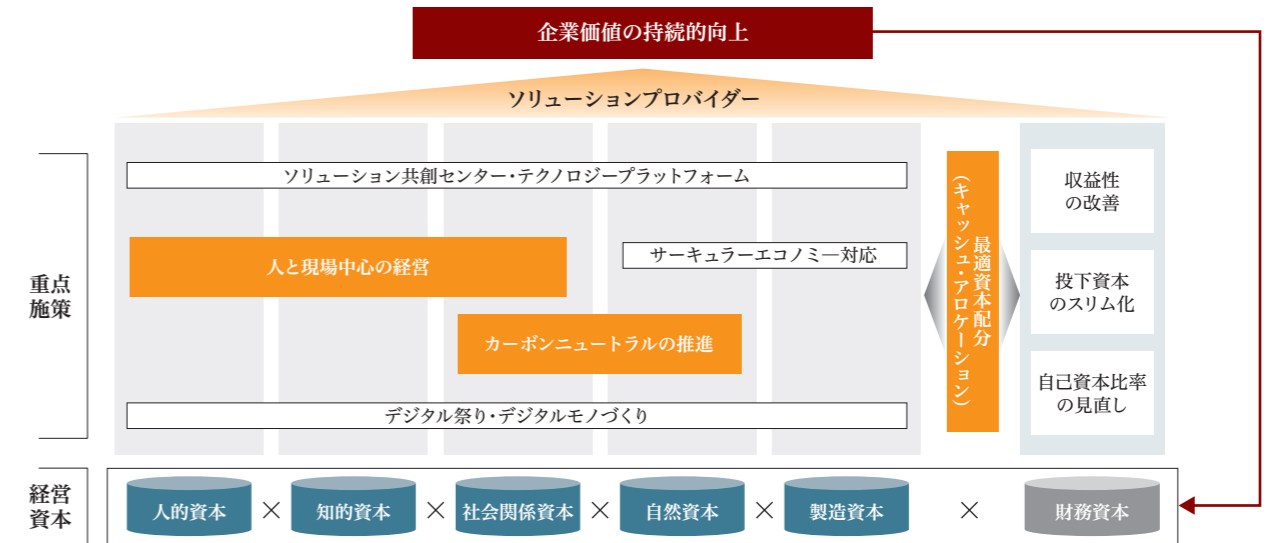 企業価値の持続的向上
ソリューションプロバイダー
重点
施策
ソリューション共創センター・テクノロジープラットフォーム
人と現場中心の経営
サーキュラーエコノミー対応
カーボンニュートラルの推進
デジタル祭り・デジタルモノづくり
最適資本配分
（キャッシュ・アロケーション）
収益性
の改善
投下資本
のスリム化
自己資本比率
の見直し
経営
資本
人的資本 × 知的資本 × 社会関係資本 × 自然資本 × 製造資本 × 財務資本